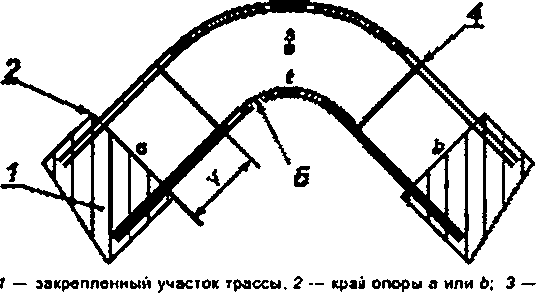 4
2
t
a
b
1
Б
1 — закрепленный участок трассы, 2 -- край опоры a или b; 3 —